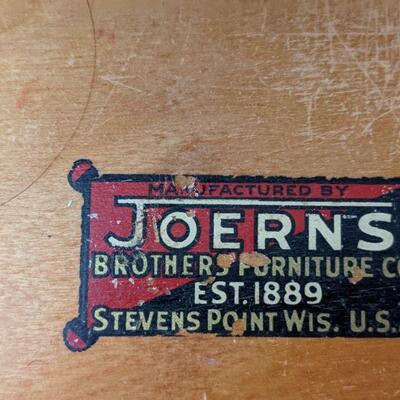 MANUFACTURED BY
JOERNS
BROTHERS FURNITURE CO
EST. 1889
STEVENS POINT WIS. U.S.